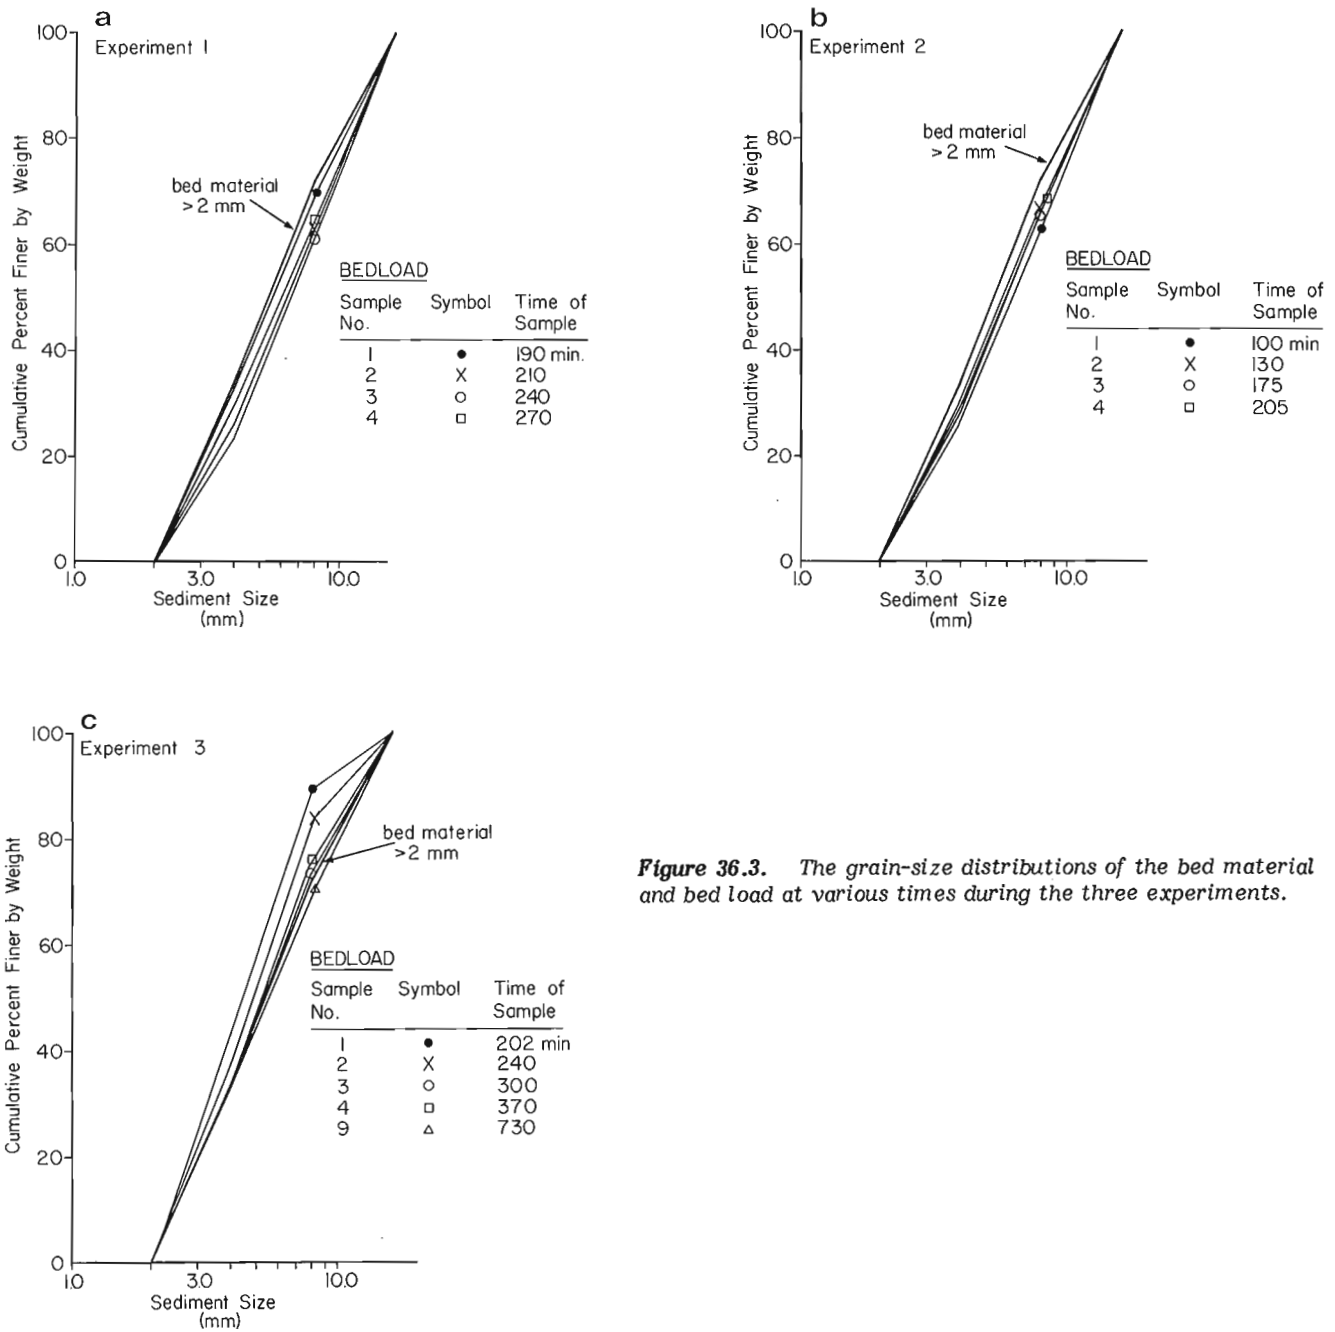 a
Experiment 1
100
80
60
40
20
0
Cumulative Percent Finer by Weight
bed material
>2 mm
BEDLOAD
Sample Symbol Time of
No. Sample
1 ● 190 min.
2 X 210
3 ○ 240
4 □ 270
1.0 3.0 10.0
Sediment Size
(mm)
b
Experiment 2
100
80
60
40
20
0
Cumulative Percent Finer by Weight
bed material
>2 mm
BEDLOAD
Sample Symbol Time of
No. Sample
1 ● 100 min
2 X 130
3 ○ 175
4 □ 205
1.0 3.0 10.0
Sediment Size
(mm)
c
Experiment 3
100
80
60
40
20
0
Cumulative Percent Finer by Weight
bed material
>2 mm
BEDLOAD
Sample Symbol Time of
No. Sample
1 ● 202 min
2 X 240
3 ○ 300
4 □ 370
9 △ 730
1.0 3.0 10.0
Sediment Size
(mm)
Figure 36.3. The grain-size distributions of the bed material
and bed load at various times during the three experiments.